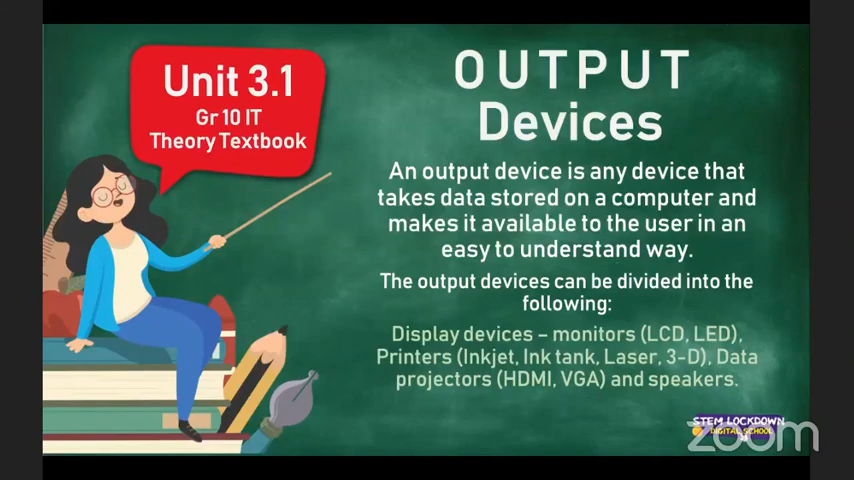 Unit 3.1
Gr 10 IT
Theory Textbook
OUTPUT
Devices
An output device is any device that
takes data stored on a computer and
makes it available to the user in an
easy to understand way.
The output devices can be divided into the
following:
Display devices – monitors (LCD, LED),
Printers (Inkjet, Ink tank, Laser, 3-D), Data
projectors (HDMI, VGA) and speakers.
STEM LOCKDOWN
DIGITAL SCHOOL
zoom